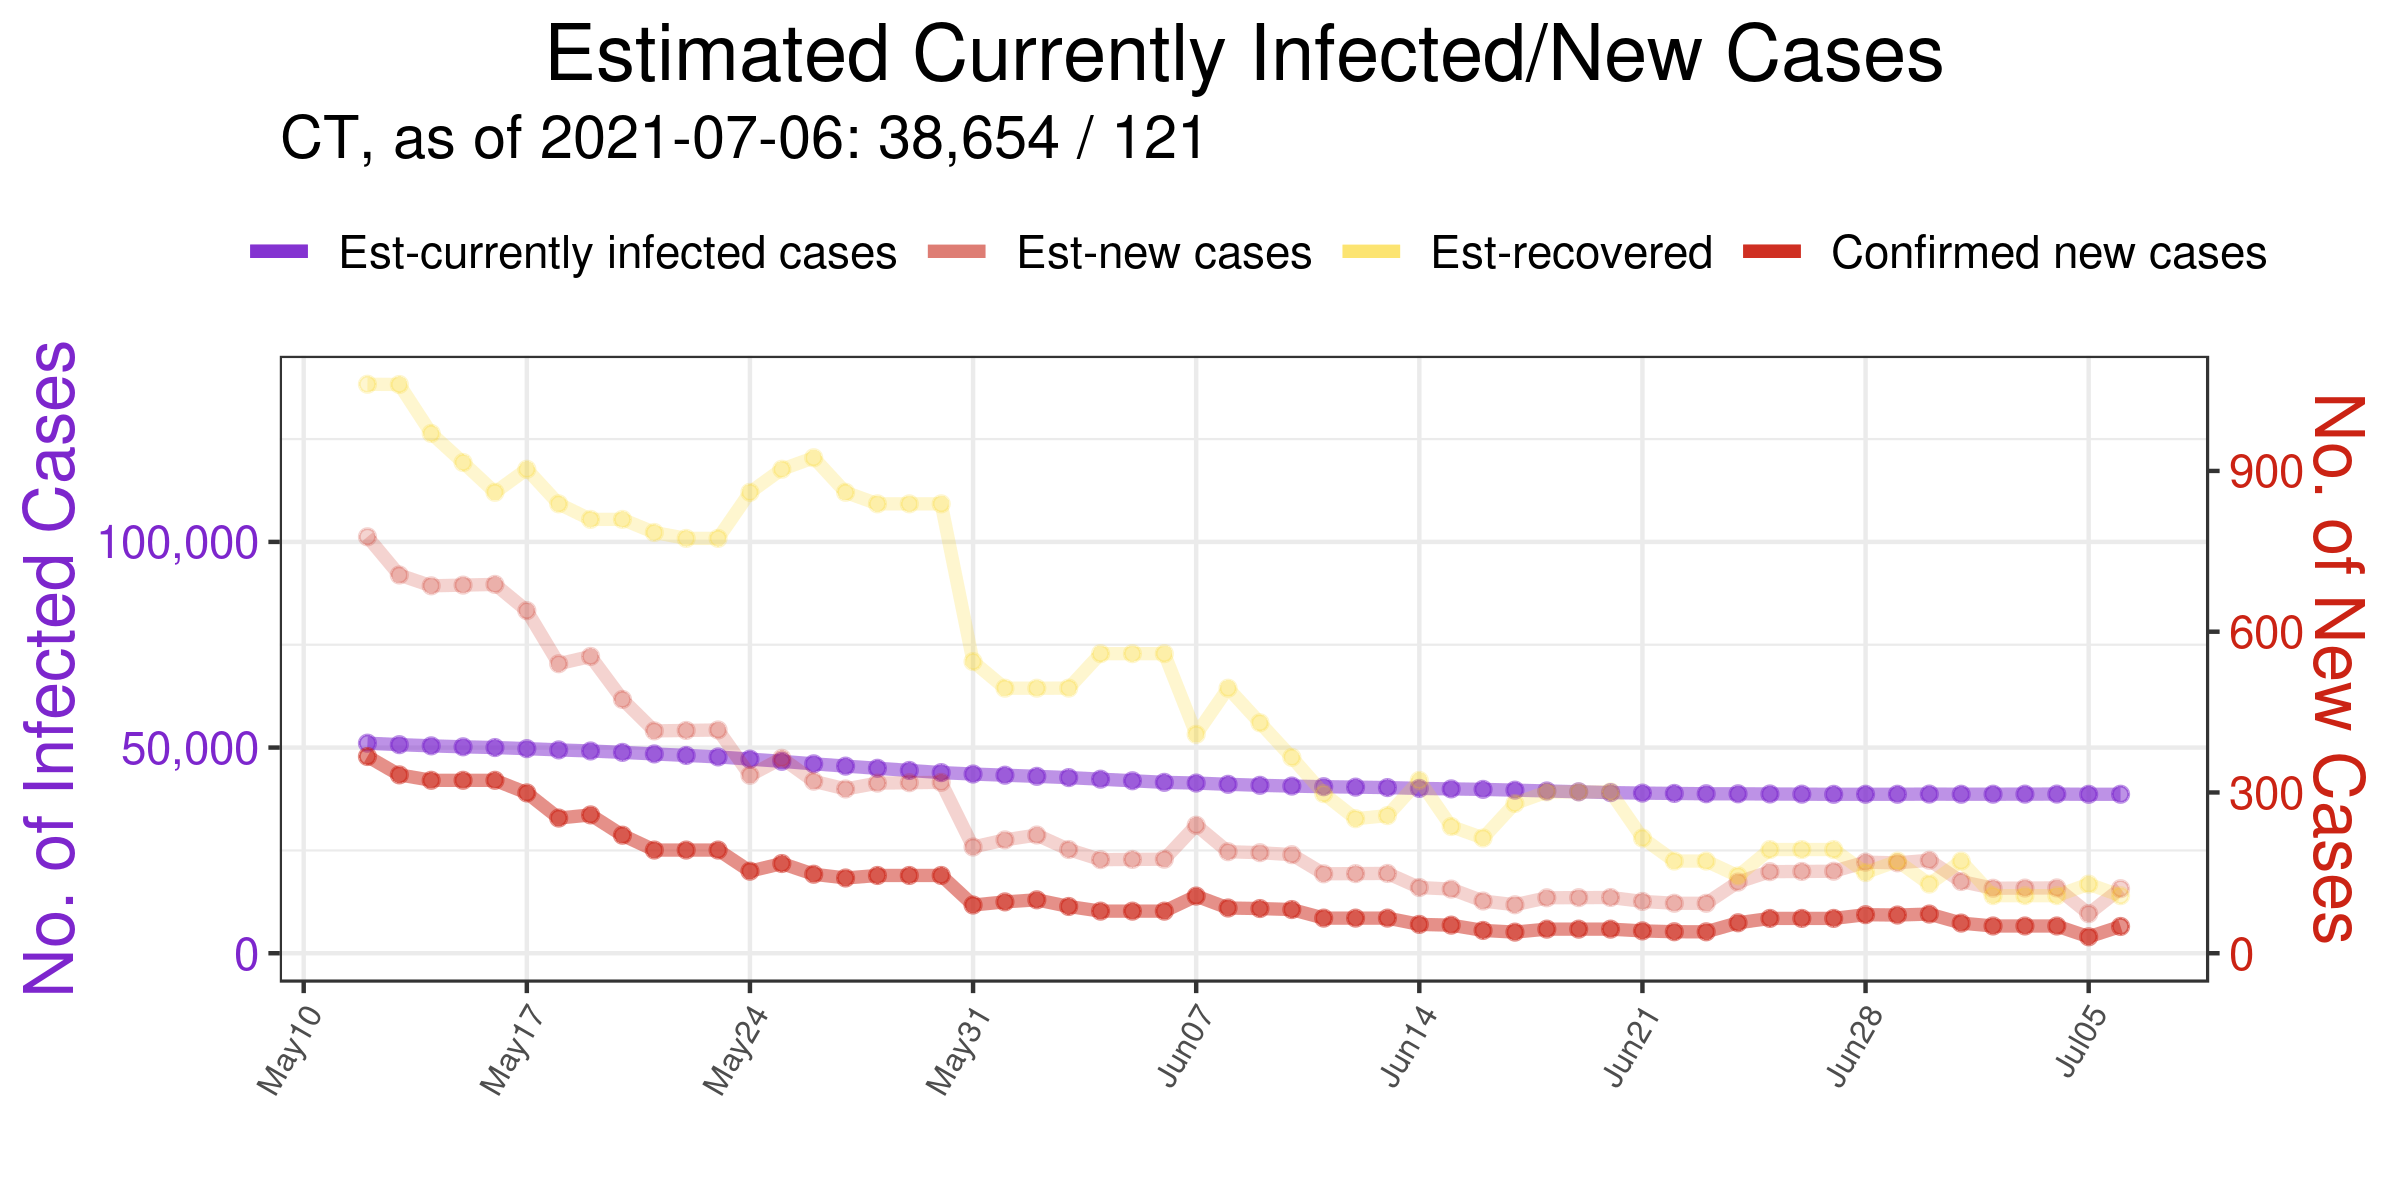 Estimated Currently Infected/New Cases
CT, as of 2021-07-06: 38,654 / 121
Est-currently infected cases Est-new cases Est-recovered Confirmed new cases
No. of Infected Cases
100,000
50,000
0
900
600
300
0
No. of New Cases
May10 May17 May24 May31 Jun07 Jun14 Jun21 Jun28 Jul05